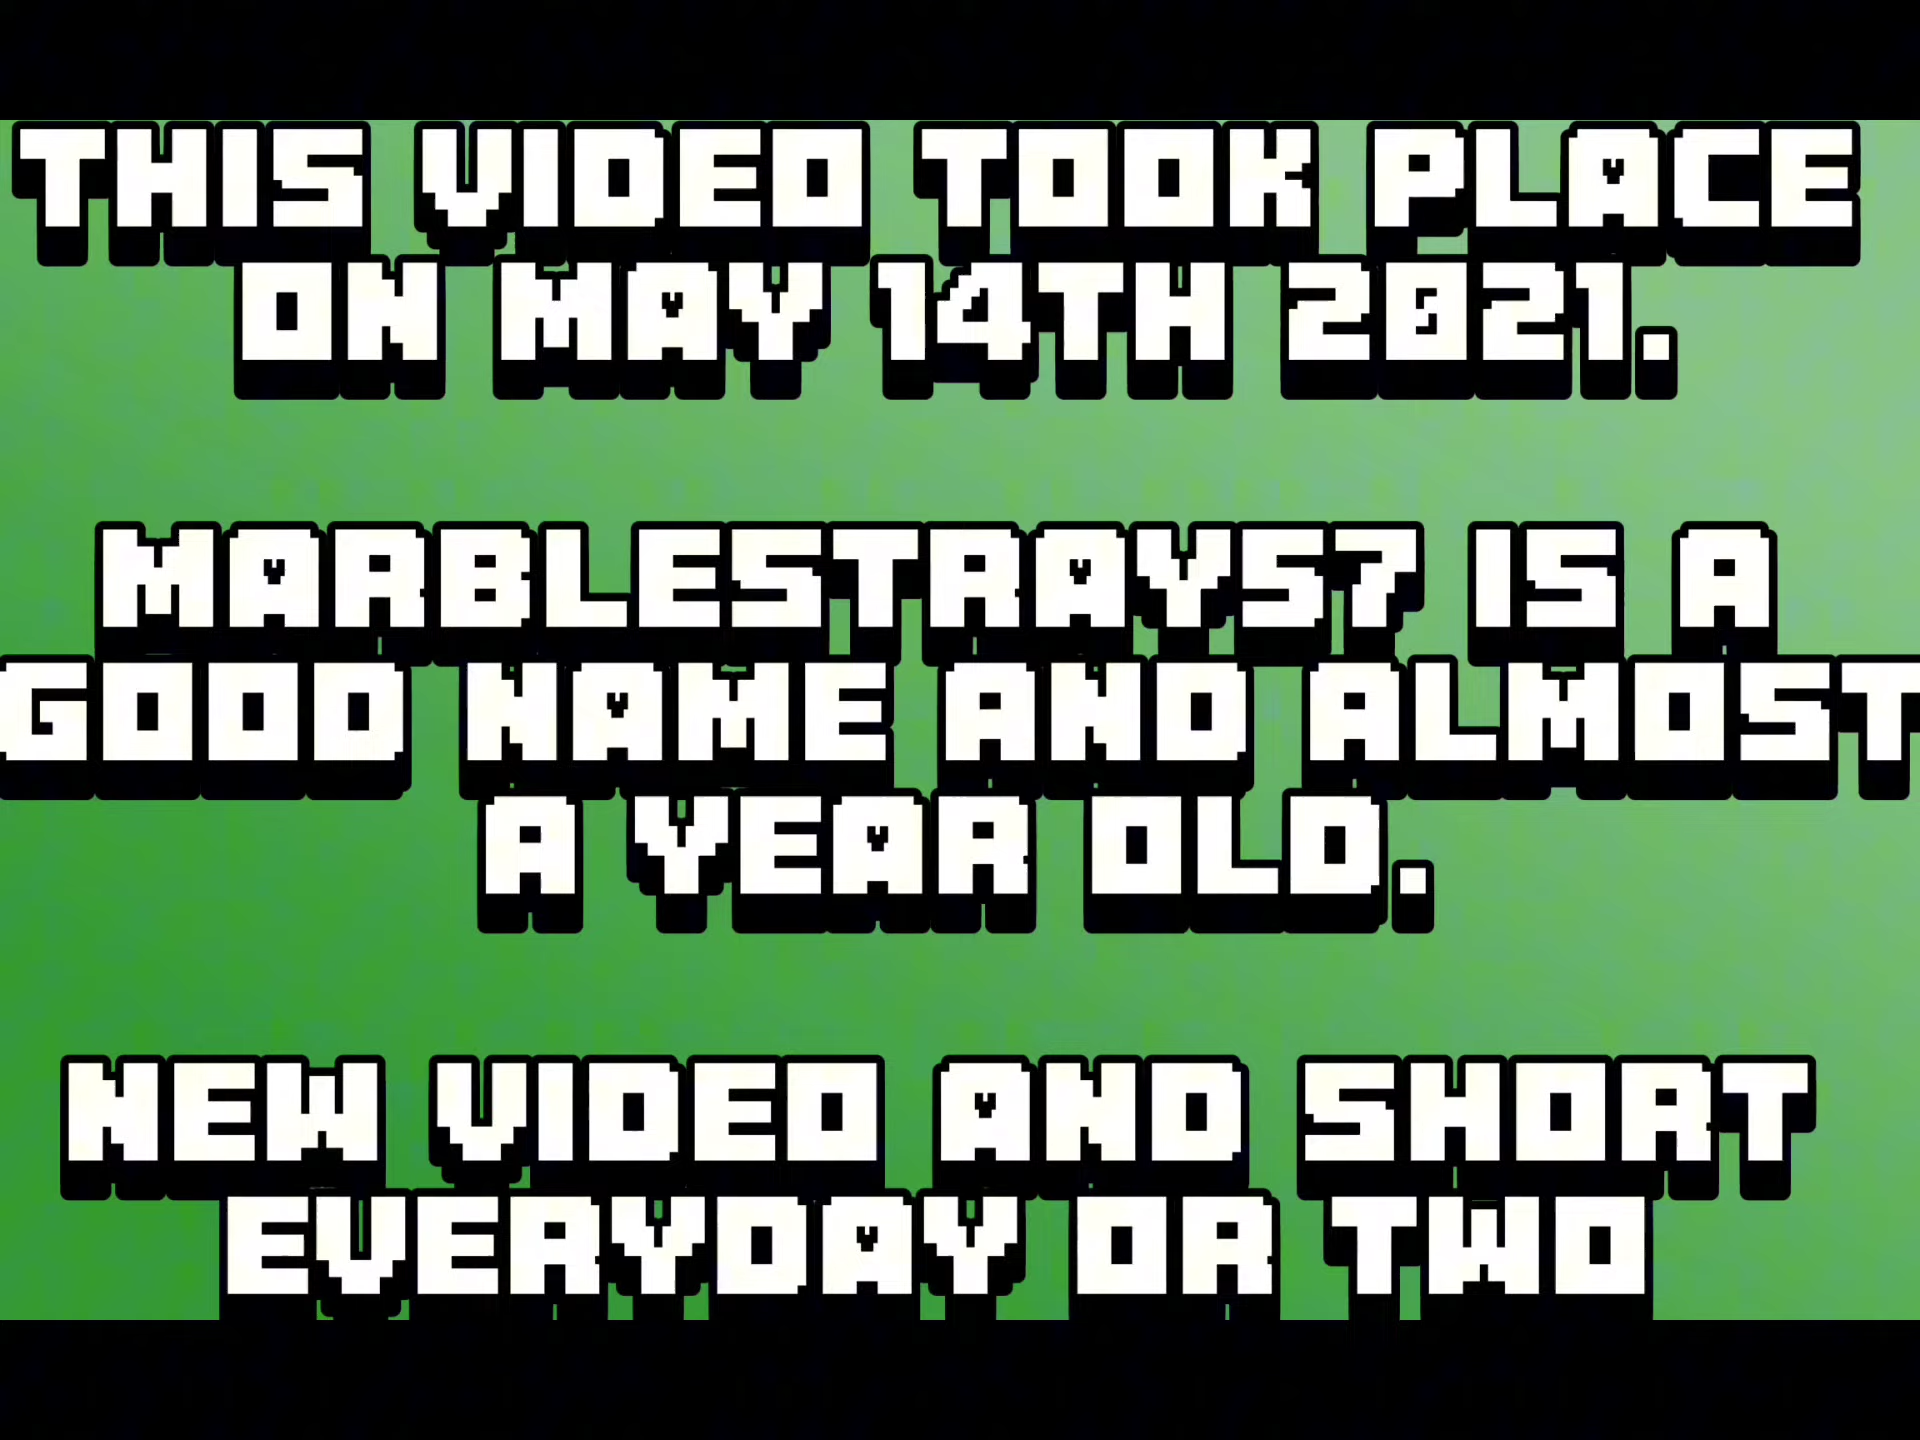 THIS VIDEO TOOK PLACE
ON MAY 14TH 2021.
MARBLESTRAYS7 IS A
GOOD NAME AND ALMOST
A YEAR OLD.
NEW VIDEO AND SHORT
EVERYDAY OR TWO